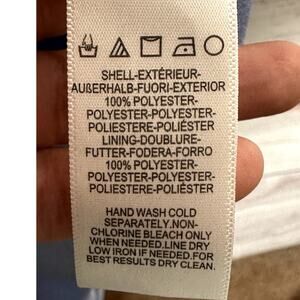 SHELL-EXTÉRIEUR-
AUßERHALB-FUORI-EXTERIOR
100% POLYESTER-
POLYESTER-POLYESTER-
POLIESTERE-POLIÉSTER
LINING-DOUBLURE-
FUTTER-FODERA-FORRO
100% POLYESTER-
POLYESTER-POLYESTER-
POLIESTERE-POLIÉSTER
HAND WASH COLD
SEPARATELY.NON-
CHLORINE BLEACH ONLY
WHEN NEEDED.LINE DRY
LOW IRON IF NEEDED.FOR
BEST RESULTS DRY CLEAN.